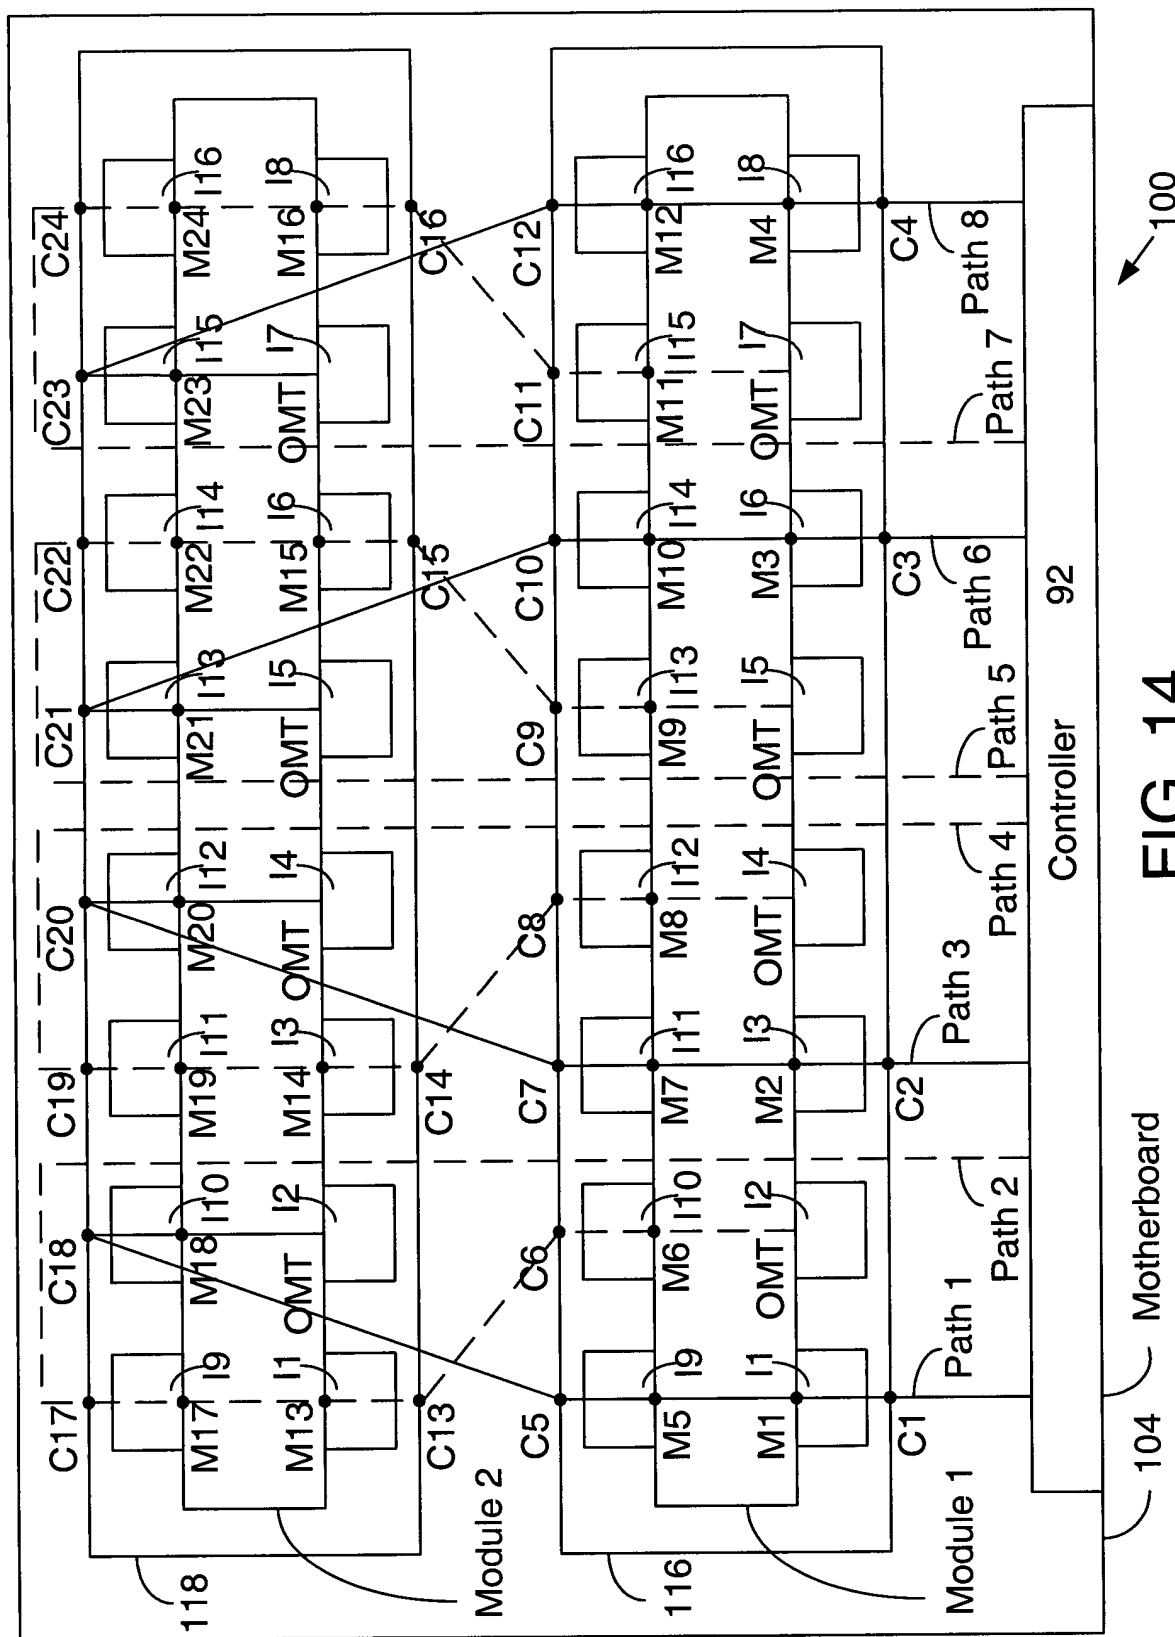 C17
C18
C19
C20
C21
C22
C23
C24
I9
I10
I11
I12
I13
I14
I15
I16
M17
M18
M19
M20
M21
M22
M23
M24
I1
I2
I3
I4
I5
I6
I7
I8
M13
OMT
M14
OMT
OMT
M15
OMT
M16
118
Module 2
C13
C14
C15
C16
C5
C6
C7
C8
C9
C10
C11
C12
I9
I10
I11
I12
I13
I14
I15
I16
M5
M6
M7
M8
M9
M10
M11
M12
I1
I2
I3
I4
I5
I6
I7
I8
M1
OMT
M2
OMT
OMT
M3
OMT
M4
116
Module 1
C1
C2
C3
C4
Path 1
Path 2
Path 3
Path 4
Path 5
Path 6
Path 7
Path 8
Controller 92
104
Motherboard
100
FIG. 14